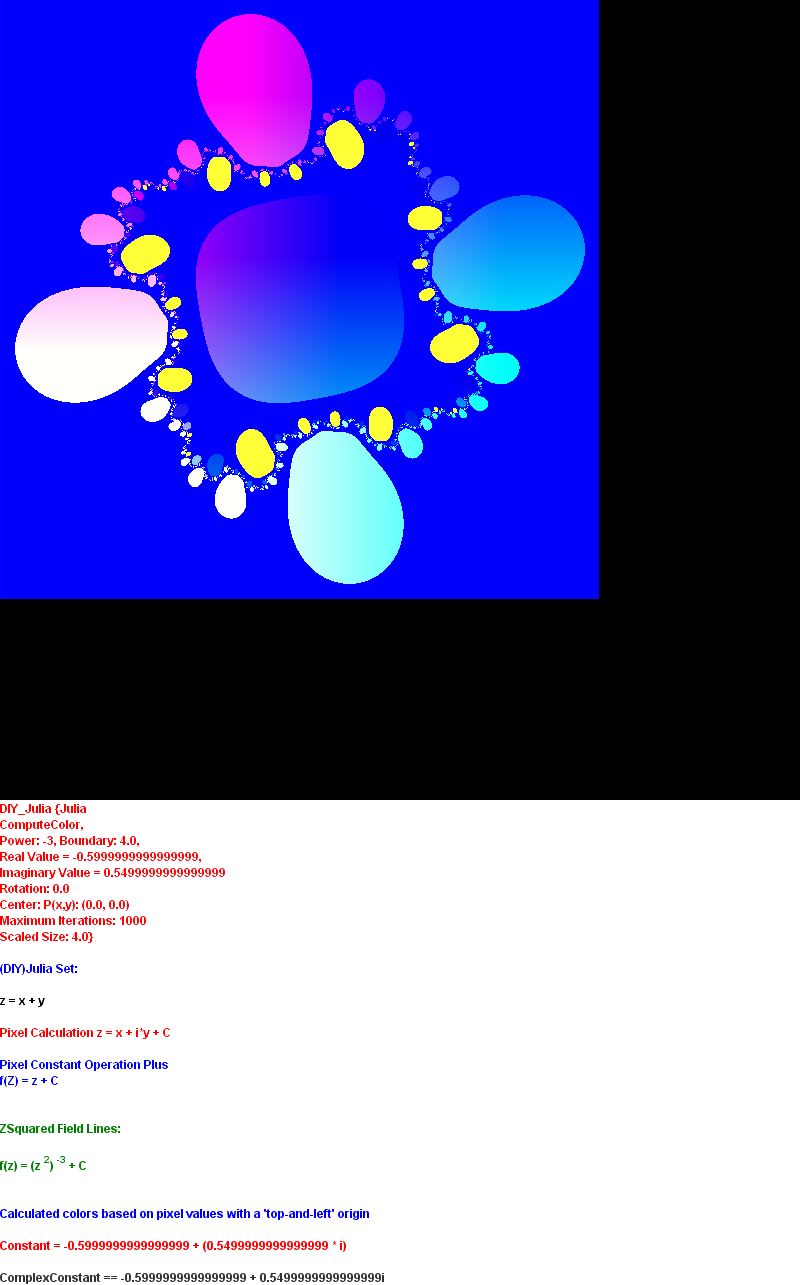 DIY_Julia {Julia
ComputeColor,
Power: -3, Boundary: 4.0,
Real Value = -0.5999999999999999,
Imaginary Value = 0.5499999999999999
Rotation: 0.0
Center: P(x,y): (0.0, 0.0)
Maximum Iterations: 1000
Scaled Size: 4.0}
(DIY)Julia Set:
z = x + y
Pixel Calculation z = x + i*y + C
Pixel Constant Operation Plus
f(Z) = z + C
ZSquared Field Lines:
f(z) = (z 2) -3 + C
Calculated colors based on pixel values with a 'top-and-left' origin
Constant = -0.5999999999999999 + (0.5499999999999999 * i)
ComplexConstant == -0.5999999999999999 + 0.5499999999999999i